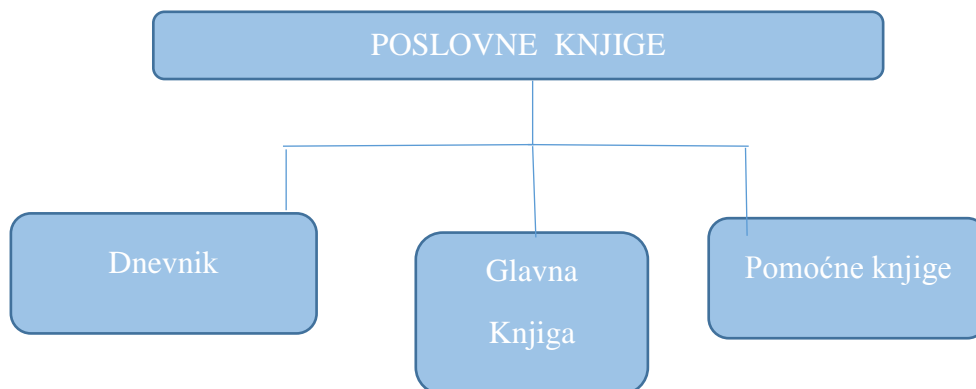 POSLOVNE KNJIGE
Dnevnik
Glavna
Knjiga
Pomoćne knjige